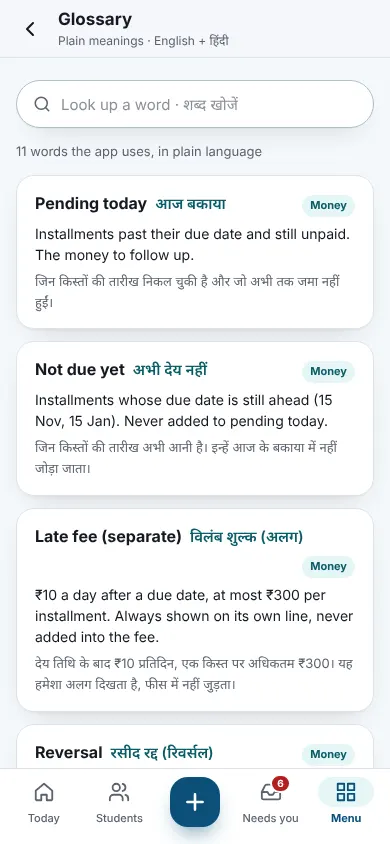 Glossary
Plain meanings · English + हिंदी
Look up a word · शब्द खोजें
11 words the app uses, in plain language
Pending today आज बकाया Money
Installments past their due date and still unpaid.
The money to follow up.
जिन किस्तों की तारीख निकल चुकी है और जो अभी तक जमा नहीं
हुईं।
Not due yet अभी देय नहीं Money
Installments whose due date is still ahead (15
Nov, 15 Jan). Never added to pending today.
जिन किस्तों की तारीख अभी आनी है। इन्हें आज के बकाया में नहीं
जोड़ा जाता।
Late fee (separate) विलंब शुल्क (अलग)
Money
₹10 a day after a due date, at most ₹300 per
installment. Always shown on its own line, never
added into the fee.
देय तिथि के बाद ₹10 प्रतिदिन, एक किस्त पर अधिकतम ₹300। यह
हमेशा अलग दिखता है, फीस में नहीं जुड़ता।
Reversal रसीद रद्द (रिवर्सल) Money
6
Today Students Needs you Menu